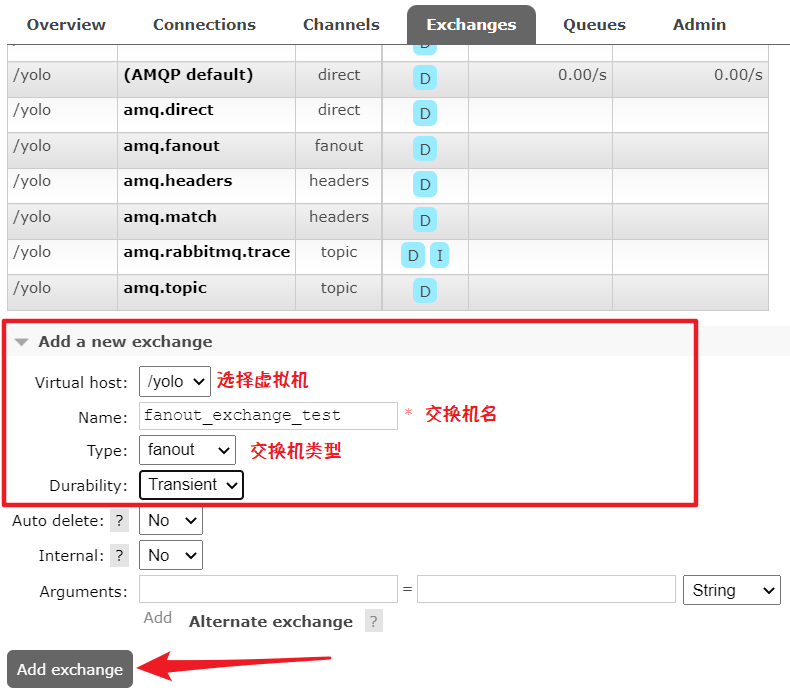 Overview Connections Channels Exchanges Queues Admin
D
/yolo (AMQP default) direct D 0.00/s 0.00/s
/yolo amq.direct direct D
/yolo amq.fanout fanout D
/yolo amq.headers headers D
/yolo amq.match headers D
/yolo amq.rabbitmq.trace topic D I
/yolo amq.topic topic D
Add a new exchange
Virtual host: /yolo 选择虚拟机
Name: fanout_exchange_test * 交换机名
Type: fanout 交换机类型
Durability: Transient
Auto delete: ? No
Internal: ? No
Arguments: = String
Add Alternate exchange ?
Add exchange